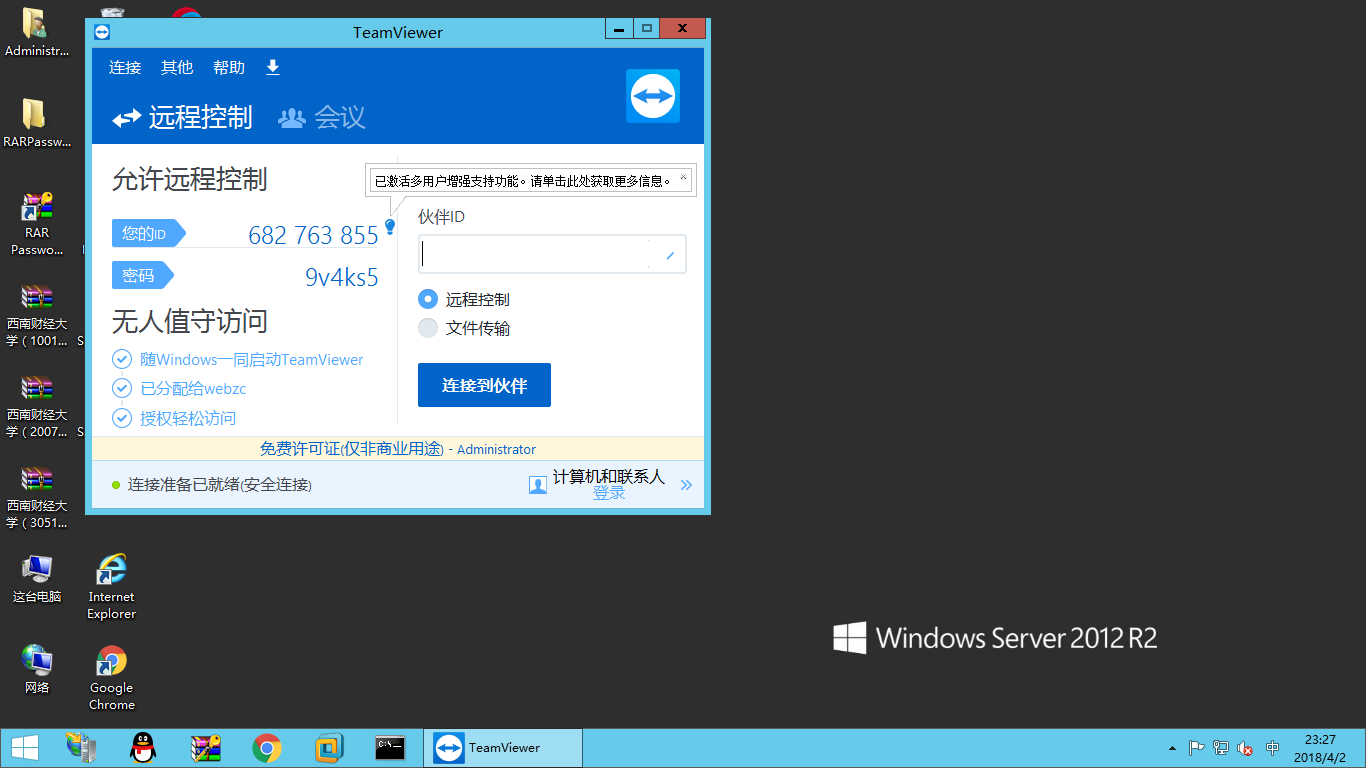 Administr...
RARPassw...
RAR
Passwo...
西南财经大
学（1001...
西南财经大
学（2007...
西南财经大
学（3051...
这台电脑
Internet
Explorer
网络
Google
Chrome
TeamViewer
连接
其他
帮助
远程控制
会议
允许远程控制
已激活多用户增强支持功能。请单击此处获取更多信息。
您的ID
682 763 855
密码
9v4ks5
无人值守访问
随Windows一同启动TeamViewer
已分配给webzc
授权轻松访问
伙伴ID
远程控制
文件传输
连接到伙伴
免费许可证(仅非商业用途) - Administrator
连接准备已就绪(安全连接)
计算机和联系人
登录
Windows Server 2012 R2
TeamViewer
中
23:27
2018/4/2